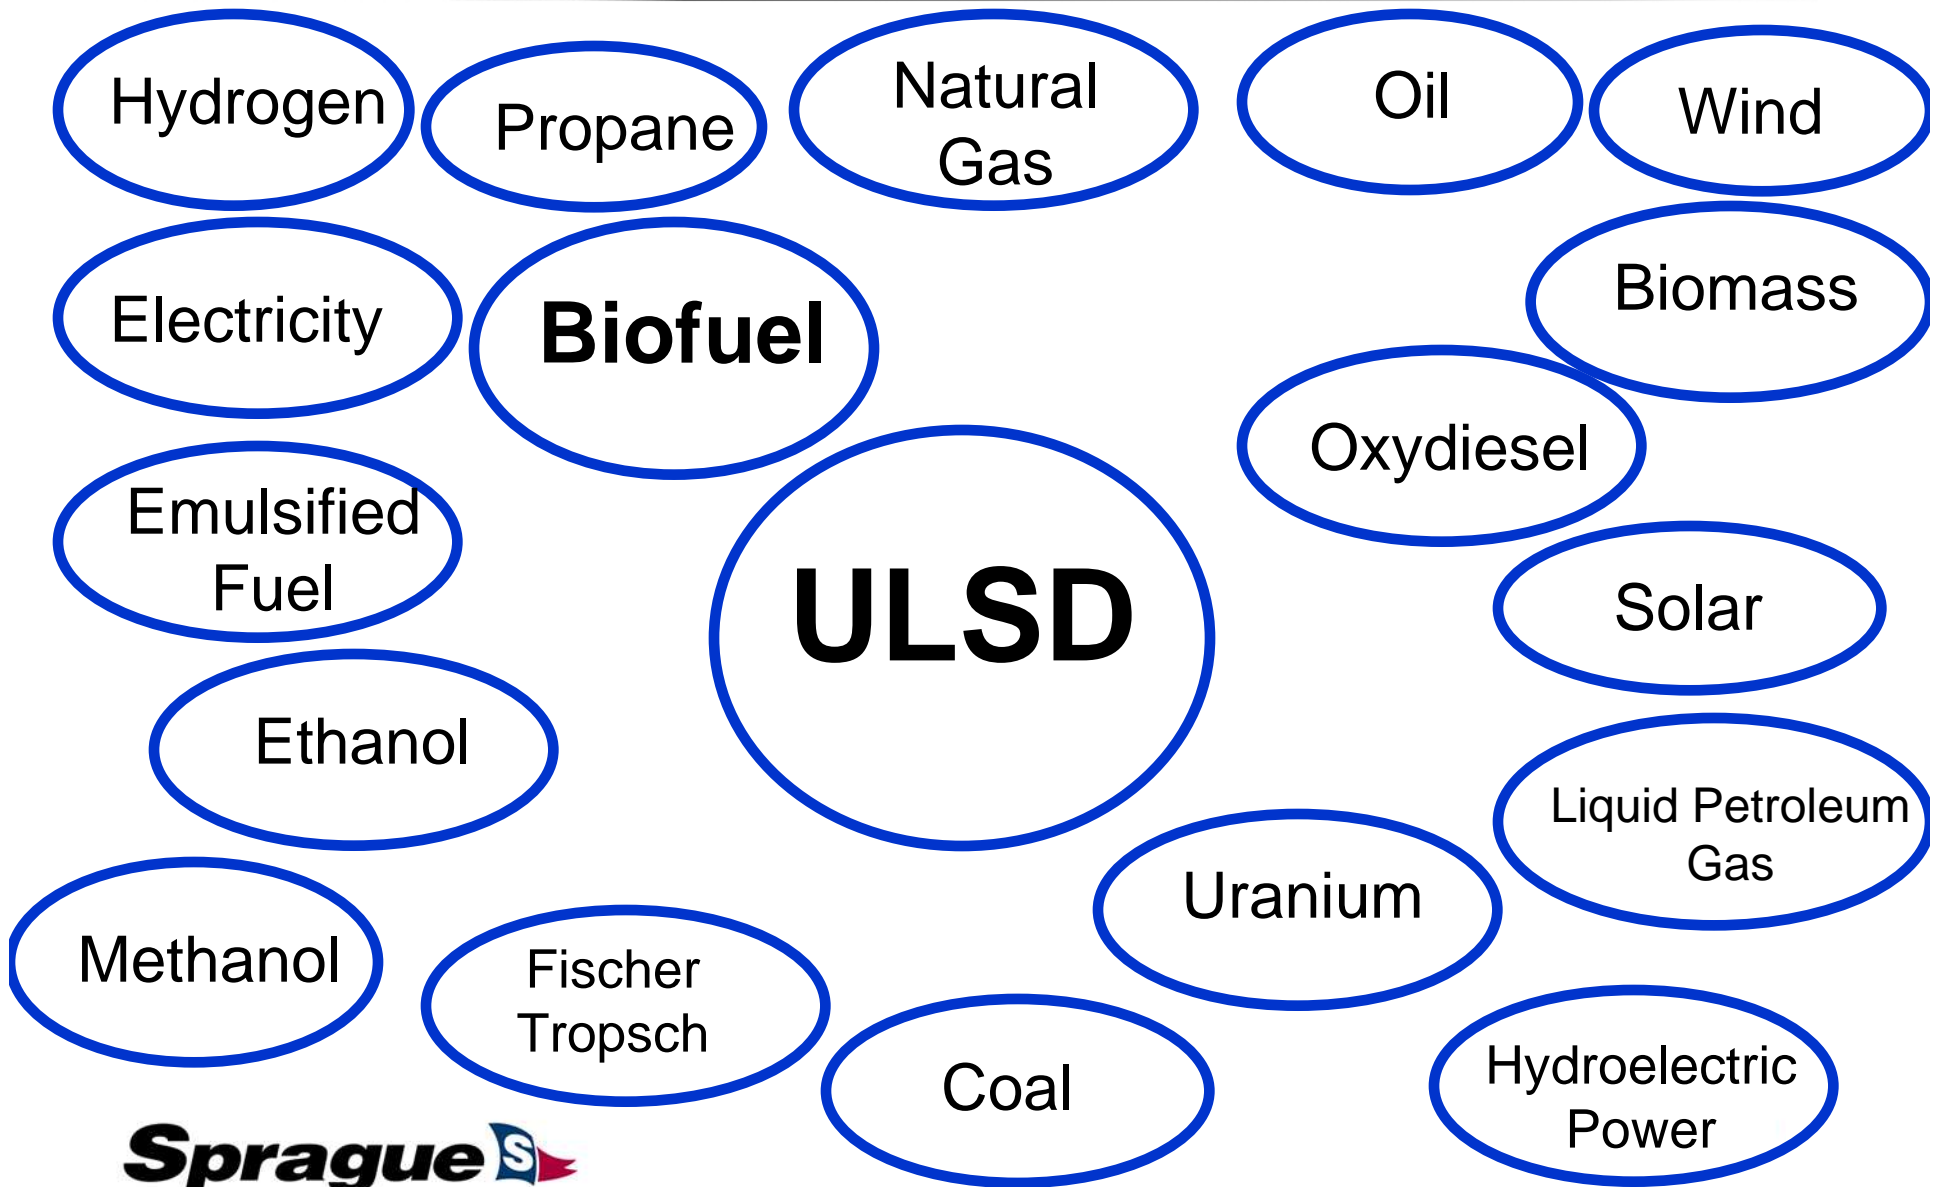 Hydrogen
Propane
Natural
Gas
Oil
Wind
Electricity
Biofuel
Biomass
Oxydiesel
Emulsified
Fuel
ULSD
Solar
Ethanol
Liquid Petroleum
Gas
Uranium
Methanol
Fischer
Tropsch
Coal
Hydroelectric
Power
Sprague S